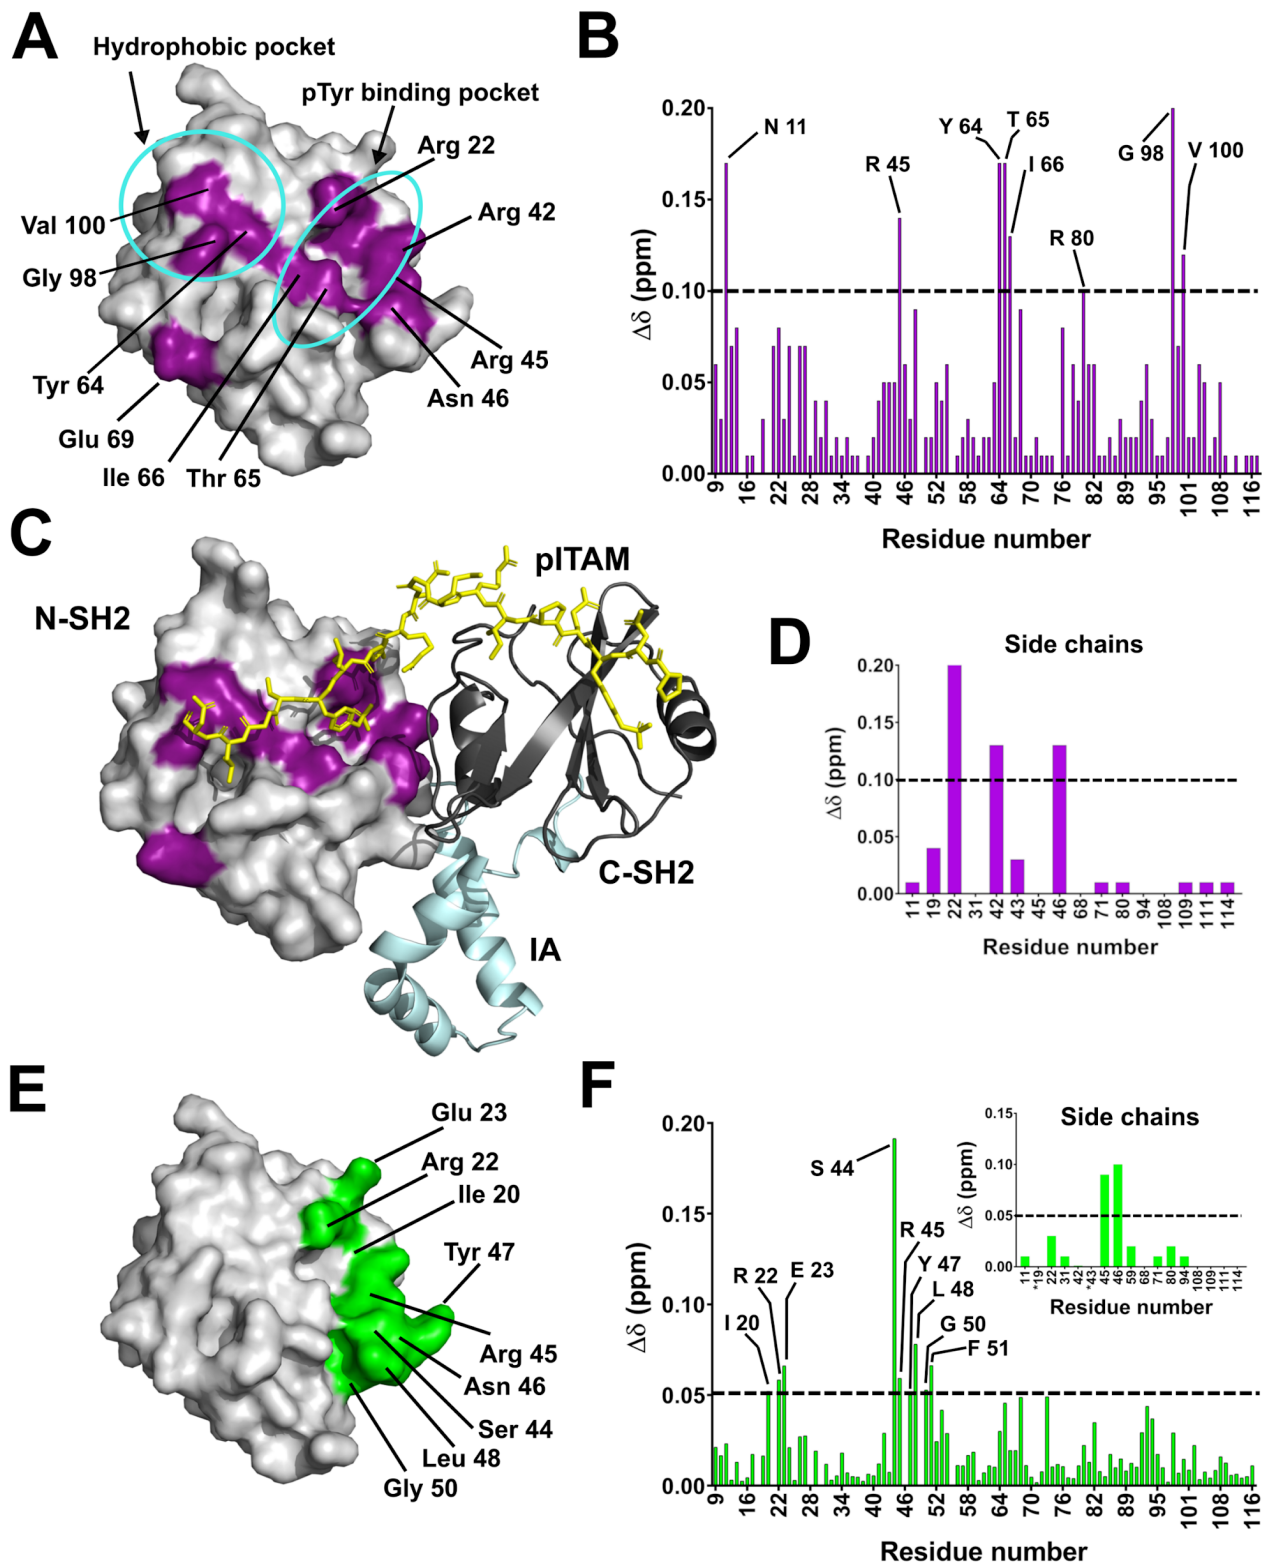 A
Hydrophobic pocket
pTyr binding pocket
Arg 22
Arg 42
Val 100
Gly 98
Tyr 64
Glu 69
Ile 66
Thr 65
Arg 45
Asn 46
B
Δδ (ppm)
0.20
0.15
0.10
0.05
0.00
N 11
R 45
Y 64
T 65
I 66
R 80
G 98
V 100
9 16 22 28 34 40 46 52 58 64 70 76 82 89 95 101 108 116
Residue number
C
N-SH2
pITAM
C-SH2
IA
D
Side chains
Δδ (ppm)
0.20
0.15
0.10
0.05
0.00
11 19 22 31 42 43 45 46 68 71 80 94 108 109 111 114
Residue number
E
Glu 23
Arg 22
Ile 20
Tyr 47
Arg 45
Asn 46
Ser 44
Leu 48
Gly 50
F
Δδ (ppm)
0.20
0.15
0.10
0.05
0.00
S 44
R 45
Y 47
L 48
G 50
F 51
R 22
E 23
I 20
9 16 22 28 34 40 46 52 58 64 70 76 82 89 95 101 108 116
Residue number
Side chains
Δδ (ppm)
0.15
0.10
0.05
0.00
11 *19 22 31 42 *43 45 46 59 68 71 80 94 108 109 111 114
Residue number